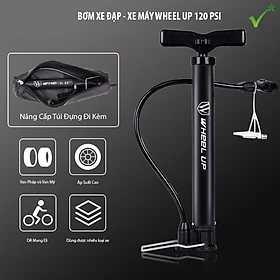 BƠM XE ĐẠP - XE MÁY WHEEL UP 120 PSI
Nâng Cấp Túi Đựng Đi Kèm
WHEEL UP
Van Pháp và Van Mỹ
Áp Suất Cao
Dễ Mang Đi
Dùng được nhiều loại xe